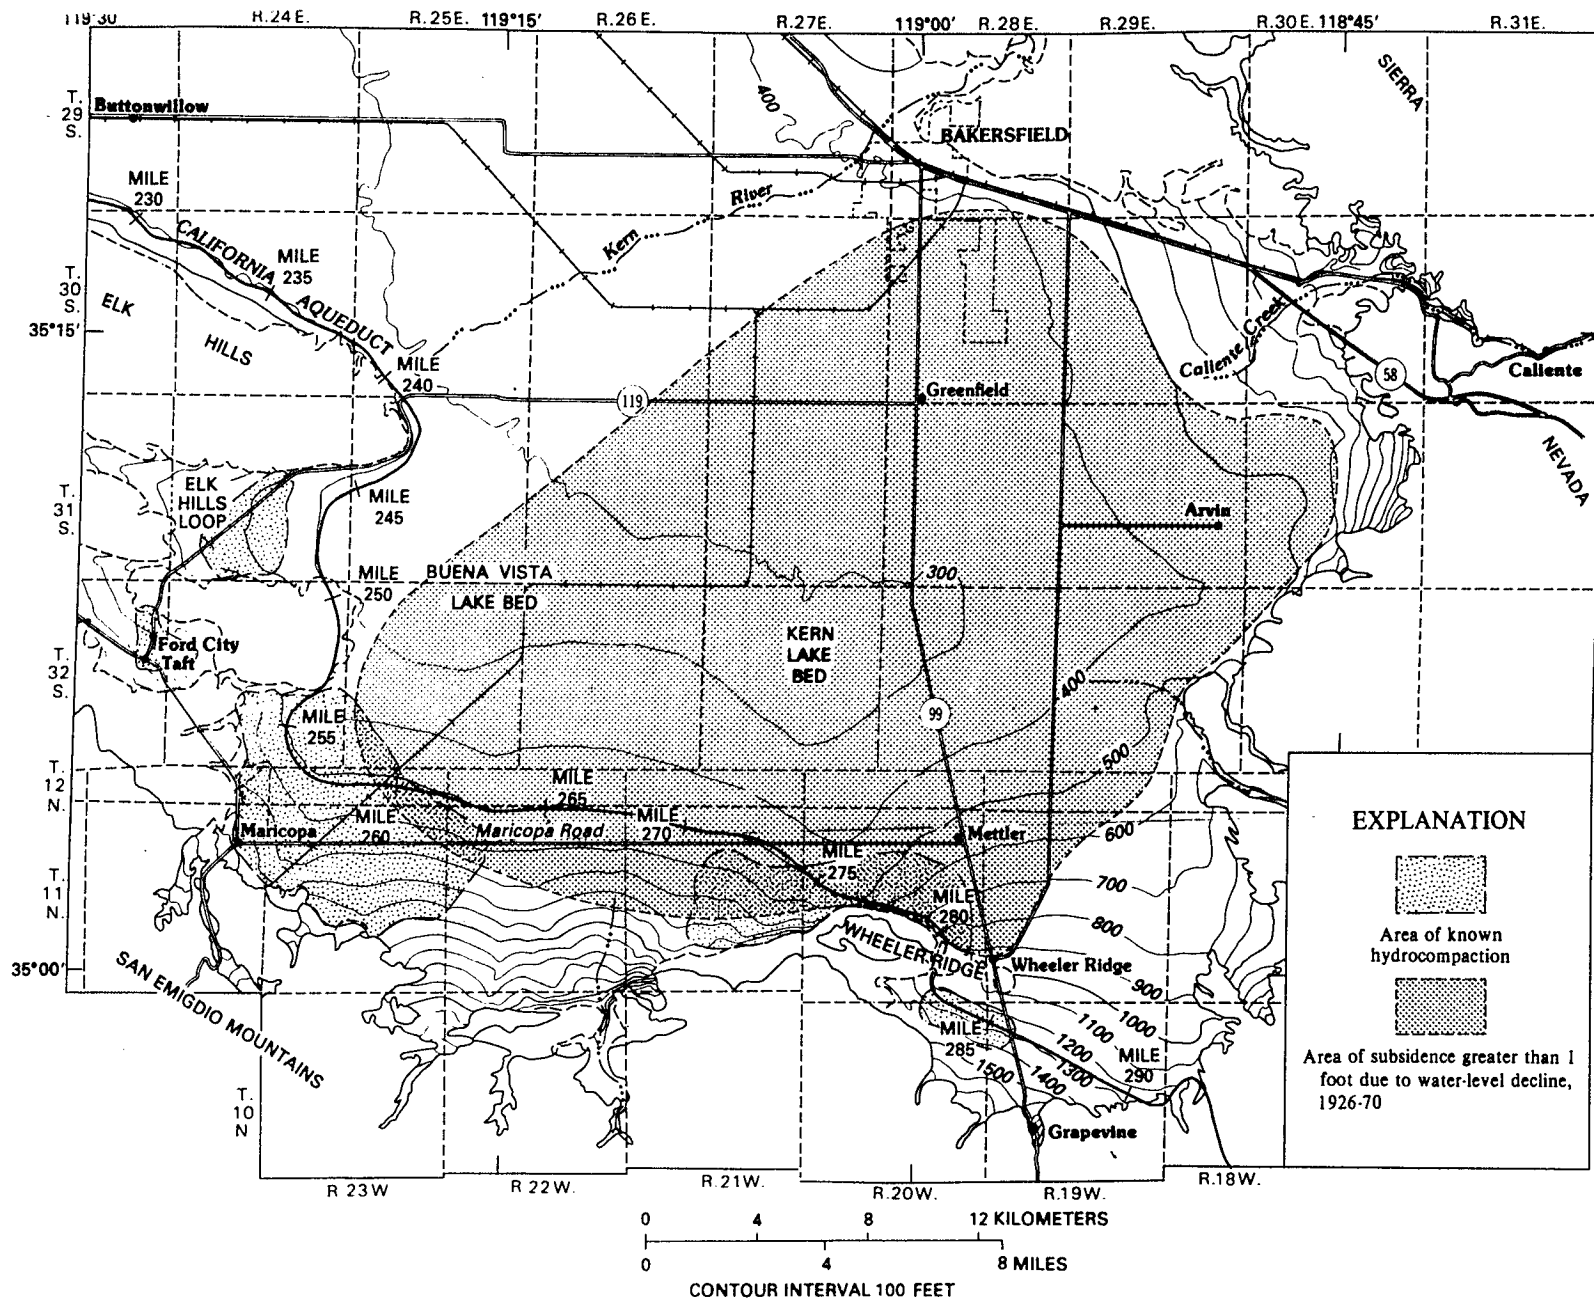 119°30'
R.24 E.
R.25 E.
119°15'
R.26 E.
R.27E.
119°00'
R.28 E.
R.29E.
R.30 E.
118°45'
R.31E.
T.
29
S.
Buttonwillow
400
BAKERSFIELD
SIERRA
MILE
230
River
Kern
CALIFORNIA
AQUEDUCT
MILE
235
T.
30
S.
ELK
HILLS
35°15'
MILE
240
119
Greenfield
Caliente Creek
58
Caliente
NEVADA
T.
31
S.
ELK
HILLS
LOOP
MILE
245
Arvin
MILE
250
BUENA VISTA
LAKE BED
300
KERN
LAKE
BED
T.
32
S.
Ford City
Taft
400
99
MILE
255
500
T.
12
N.
MILE
265
MILE
260
MILE
270
Maricopa
Maricopa Road
Mettler
600
MILE
275
T.
11
N.
MILE
280
700
800
WHEELER RIDGE
Wheeler Ridge
35°00'
SAN EMIGDIO MOUNTAINS
900
1000
1100
1200
1300
1400
1500
MILE
285
MILE
290
Grapevine
T.
10
N
R 23W
R 22W.
R.21W.
R.20W.
R.19W.
R.18W.
EXPLANATION
Area of known
hydrocompaction
Area of subsidence greater than 1
foot due to water-level decline,
1926-70
0 4 8 12 KILOMETERS
0 4 8 MILES
CONTOUR INTERVAL 100 FEET